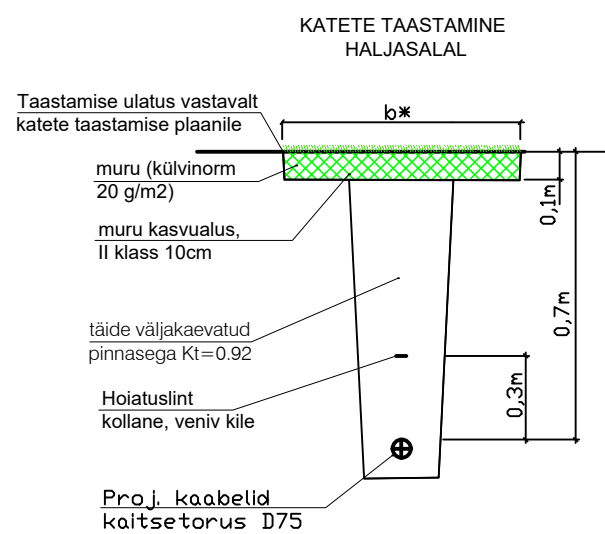 KATETE TAASTAMINE
HALJASALAL
Taastamise ulatus vastavalt
katete taastamise plaanile
b*
muru (külvinorm
20 g/m2)
muru kasvualus,
II klass 10cm
0,1m
0,7m
täide väljakaevatud
pinnasega Kt=0.92
0,3m
Hoiatuslint
kollane, veniv kile
Proj. kaabelid
kaitsetorus D75